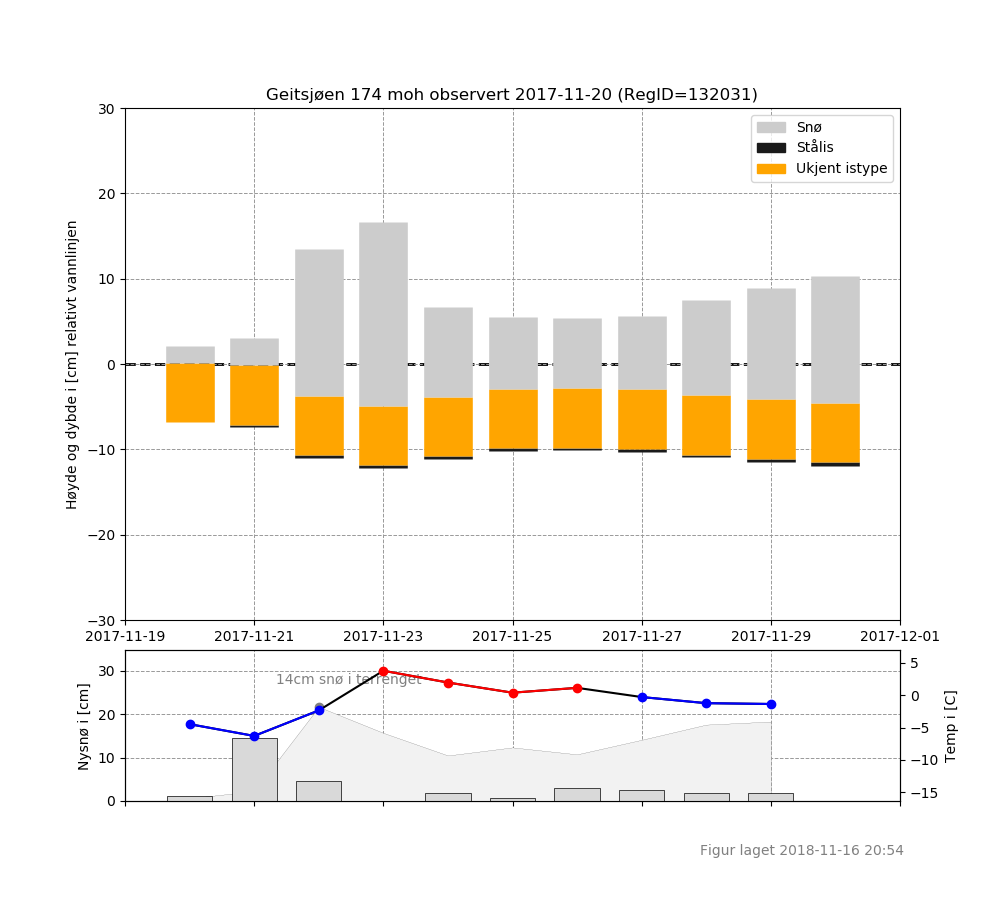 Geitsjøen 174 moh observert 2017-11-20 (RegID=132031)
Høyde og dybde i [cm] relativt vannlinjen
30
20
10
0
−10
−20
−30
Snø
Stålis
Ukjent istype
2017-11-19 2017-11-21 2017-11-23 2017-11-25 2017-11-27 2017-11-29 2017-12-01
Nysnø i [cm]
30
20
10
0
14cm snø i terrenget
5
0
−5
−10
−15
Temp i [C]
Figur laget 2018-11-16 20:54